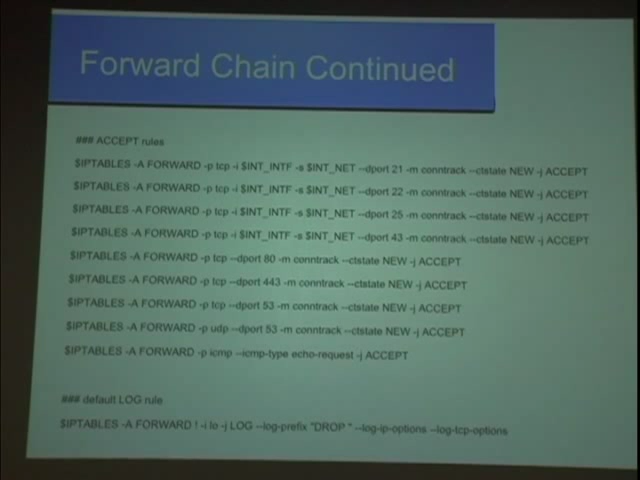 Forward Chain Continued
### ACCEPT rules
$IPTABLES -A FORWARD -p tcp -i $INT_INTF -s $INT_NET --dport 21 -m conntrack --ctstate NEW -j ACCEPT
$IPTABLES -A FORWARD -p tcp -i $INT_INTF -s $INT_NET --dport 22 -m conntrack --ctstate NEW -j ACCEPT
$IPTABLES -A FORWARD -p tcp -i $INT_INTF -s $INT_NET --dport 25 -m conntrack --ctstate NEW -j ACCEPT
$IPTABLES -A FORWARD -p tcp -i $INT_INTF -s $INT_NET --dport 43 -m conntrack --ctstate NEW -j ACCEPT
$IPTABLES -A FORWARD -p tcp --dport 80 -m conntrack --ctstate NEW -j ACCEPT
$IPTABLES -A FORWARD -p tcp --dport 443 -m conntrack --ctstate NEW -j ACCEPT
$IPTABLES -A FORWARD -p tcp --dport 53 -m conntrack --ctstate NEW -j ACCEPT
$IPTABLES -A FORWARD -p udp --dport 53 -m conntrack --ctstate NEW -j ACCEPT
$IPTABLES -A FORWARD -p icmp --icmp-type echo-request -j ACCEPT
### default LOG rule
$IPTABLES -A FORWARD ! -i lo -j LOG --log-prefix "DROP " --log-ip-options --log-tcp-options